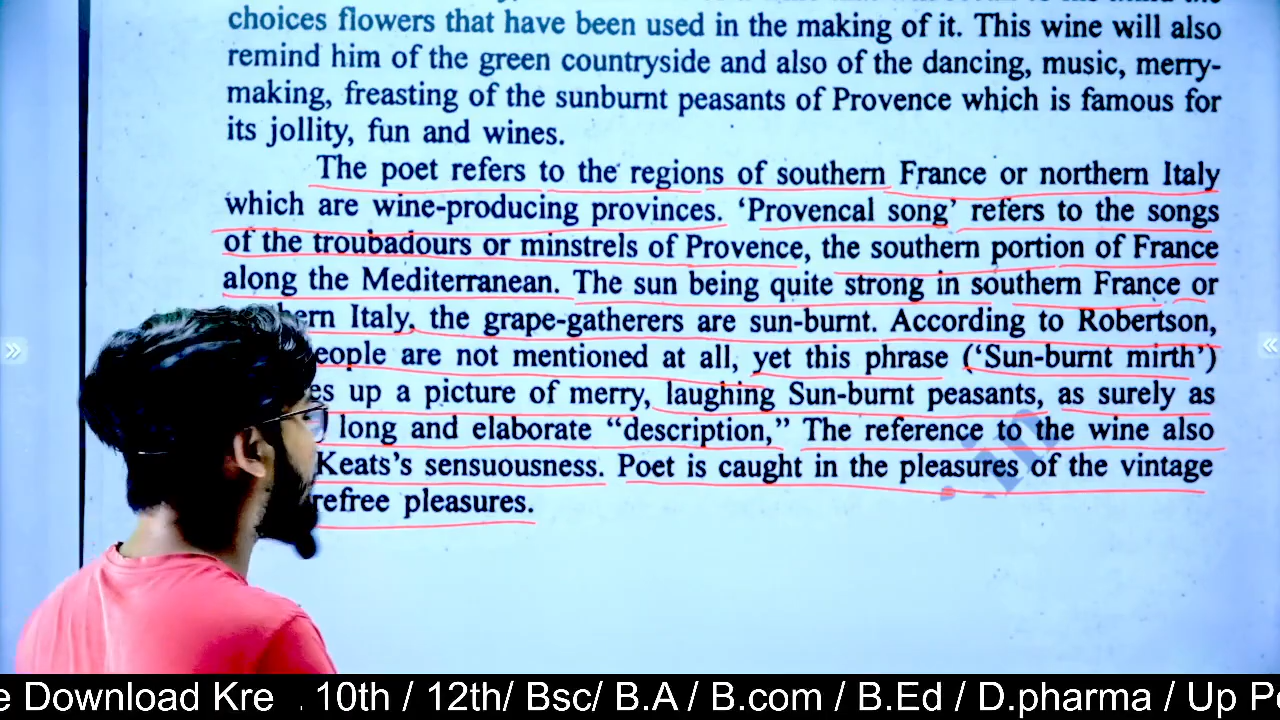 choices flowers that have been used in the making of it. This wine will also
remind him of the green countryside and also of the dancing, music, merry-
making, freasting of the sunburnt peasants of Provence which is famous for
its jollity, fun and wines.
The poet refers to the regions of southern France or northern Italy
which are wine-producing provinces. ‘Provencal song’ refers to the songs
of the troubadours or minstrels of Provence, the southern portion of France
along the Mediterranean. The sun being quite strong in southern France or
ern Italy, the grape-gatherers are sun-burnt. According to Robertson,
eople are not mentioned at all, yet this phrase (‘Sun-burnt mirth’)
es up a picture of merry, laughing Sun-burnt peasants, as surely as
long and elaborate “description,” The reference to the wine also
Keats’s sensuousness. Poet is caught in the pleasures of the vintage
refree pleasures.
e Download Kre . 10th / 12th/ Bsc/ B.A / B.com / B.Ed / D.pharma / Up P